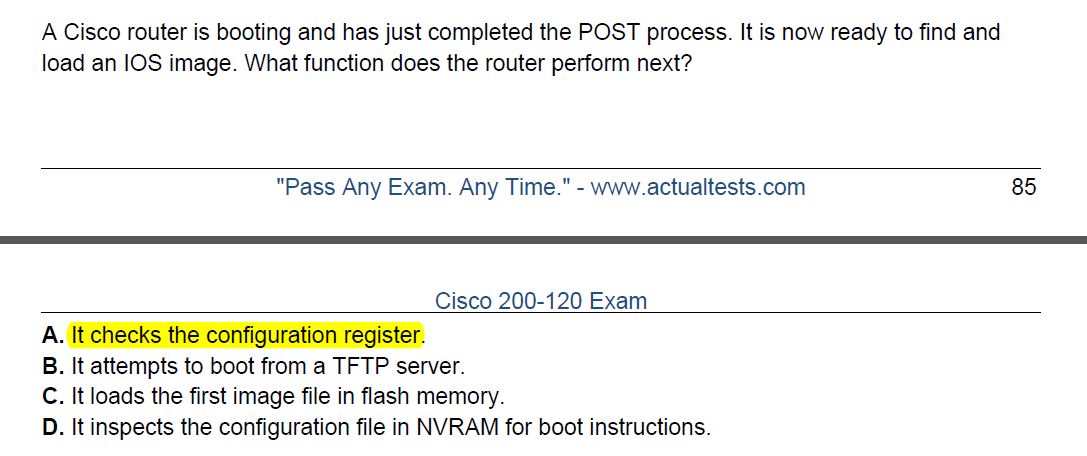 A Cisco router is booting and has just completed the POST process. It is now ready to find and
load an IOS image. What function does the router perform next?
"Pass Any Exam. Any Time." - www.actualtests.com 85
Cisco 200-120 Exam
A. It checks the configuration register.
B. It attempts to boot from a TFTP server.
C. It loads the first image file in flash memory.
D. It inspects the configuration file in NVRAM for boot instructions.